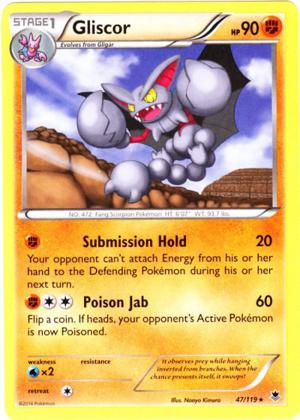 STAGE1
Gliscor
HP90
Evolves from Gligar
NO. 472 Fang Scorpion Pokémon HT. 6'07" WT. 93.7 lbs.
Submission Hold 20
Your opponent can't attach Energy from his or her
hand to the Defending Pokémon during his or her
next turn.
Poison Jab 60
Flip a coin. If heads, your opponent's Active Pokémon
is now Poisoned.
weakness
×2
resistance
retreat
It observes prey while hanging
inverted from branches. When the
chance presents itself, it swoops!
Illus. Naoyo Kimura
47/119 ★
©2014 Pokémon